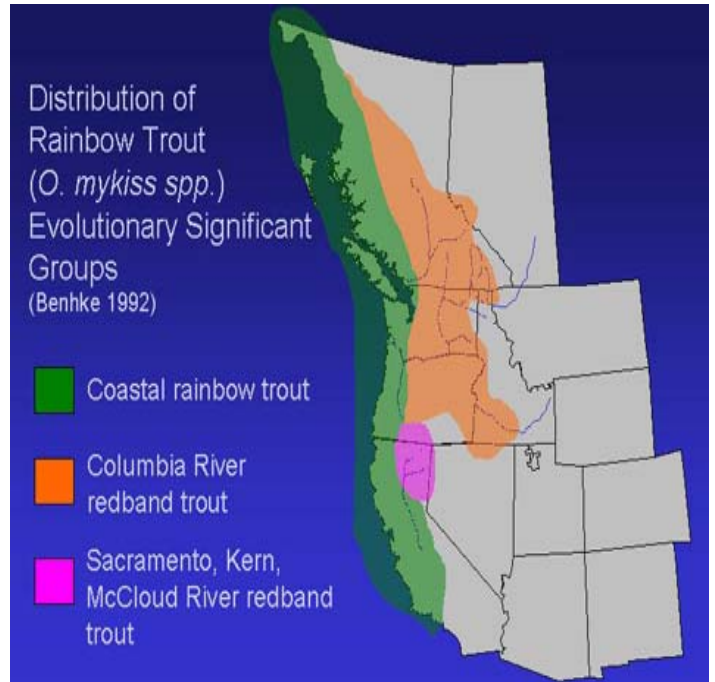 Distribution of
Rainbow Trout
(O. mykiss spp.)
Evolutionary Significant
Groups
(Benhke 1992)
Coastal rainbow trout
Columbia River
redband trout
Sacramento, Kern,
McCloud River redband
trout